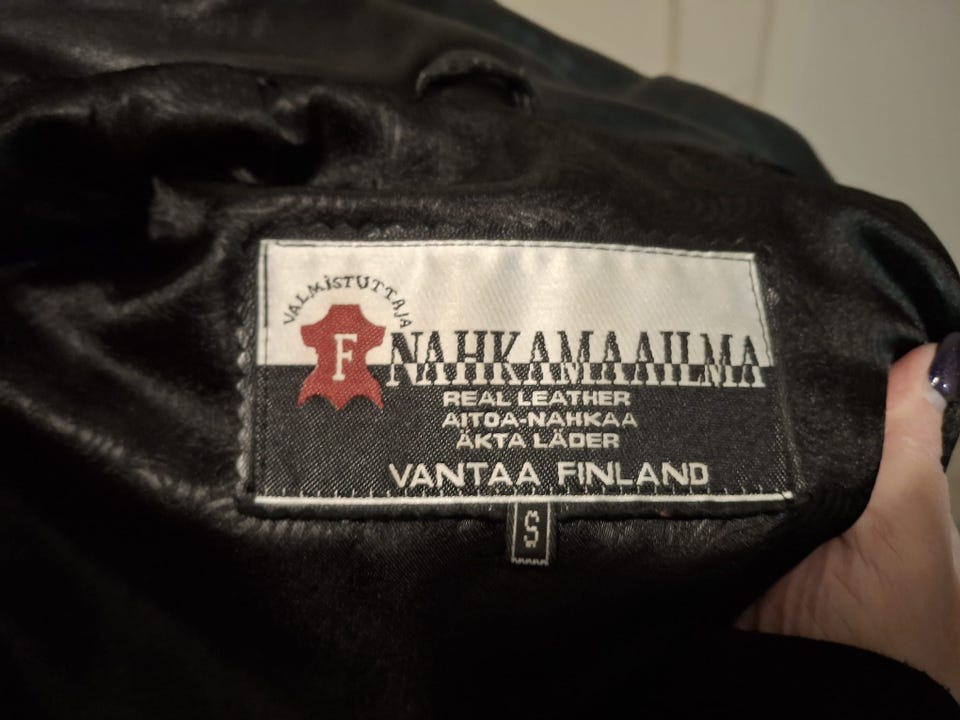 VALMISTUTTAJA
F
NAHKAMAAILMA
REAL LEATHER
AITOA-NAHKAA
ÄKTA LÄDER
VANTAA FINLAND
S